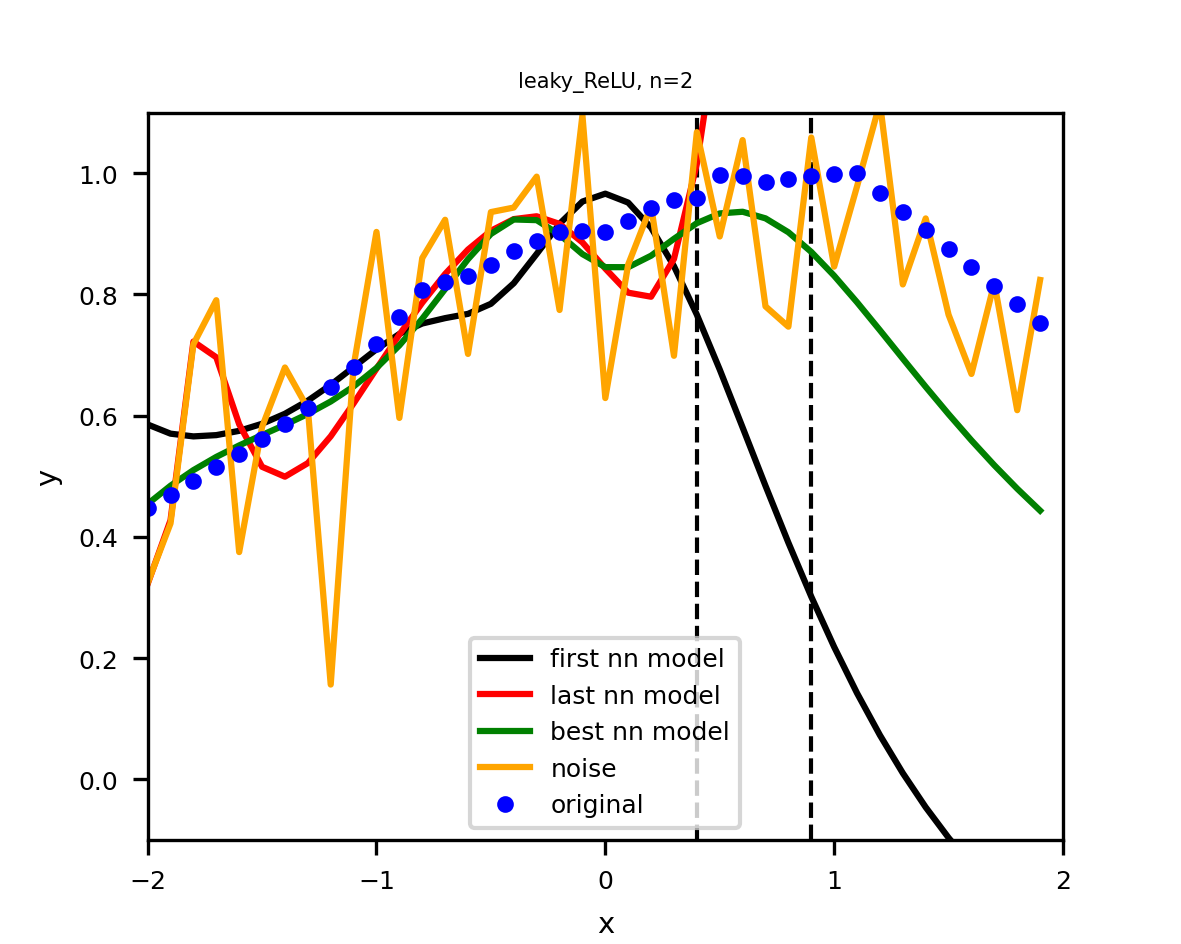 leaky_ReLU, n=2
1.0
0.8
0.6
0.4
0.2
0.0
y
first nn model
last nn model
best nn model
noise
original
−2
−1
0
1
2
x